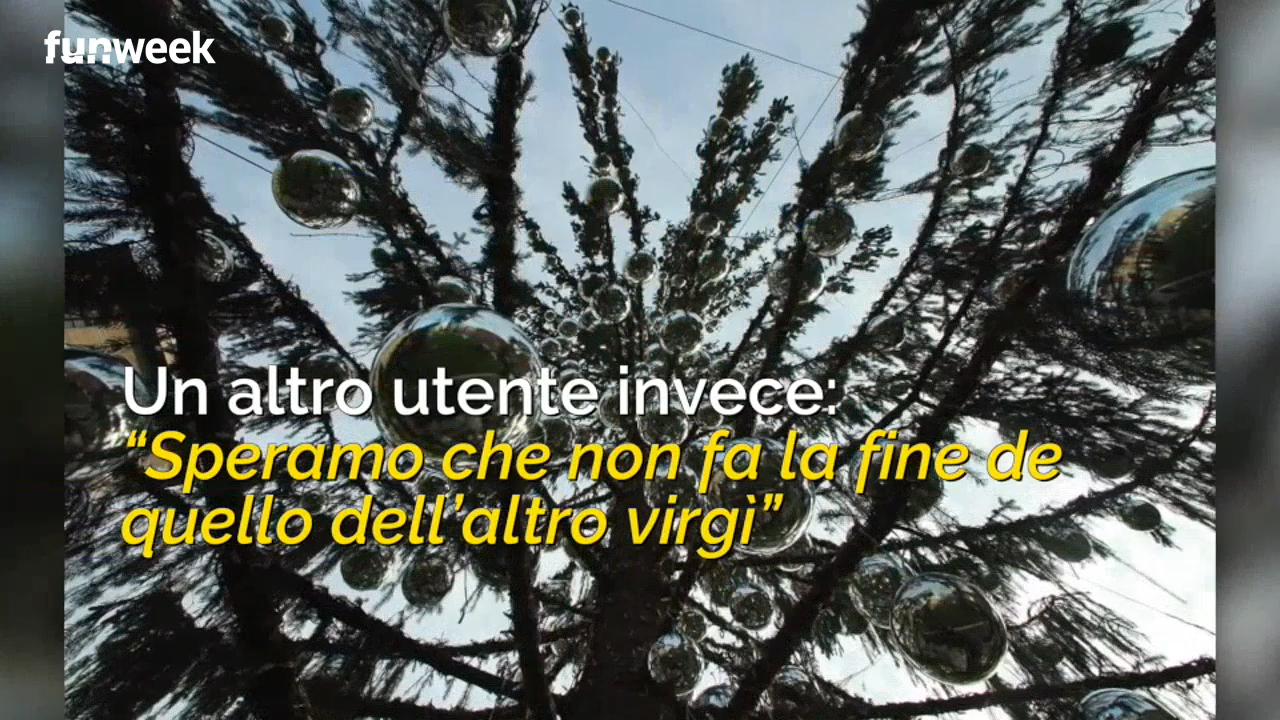 funweek
Un altro utente invece:
“Speramo che non fa la fine de
quello dell’altro virgì”